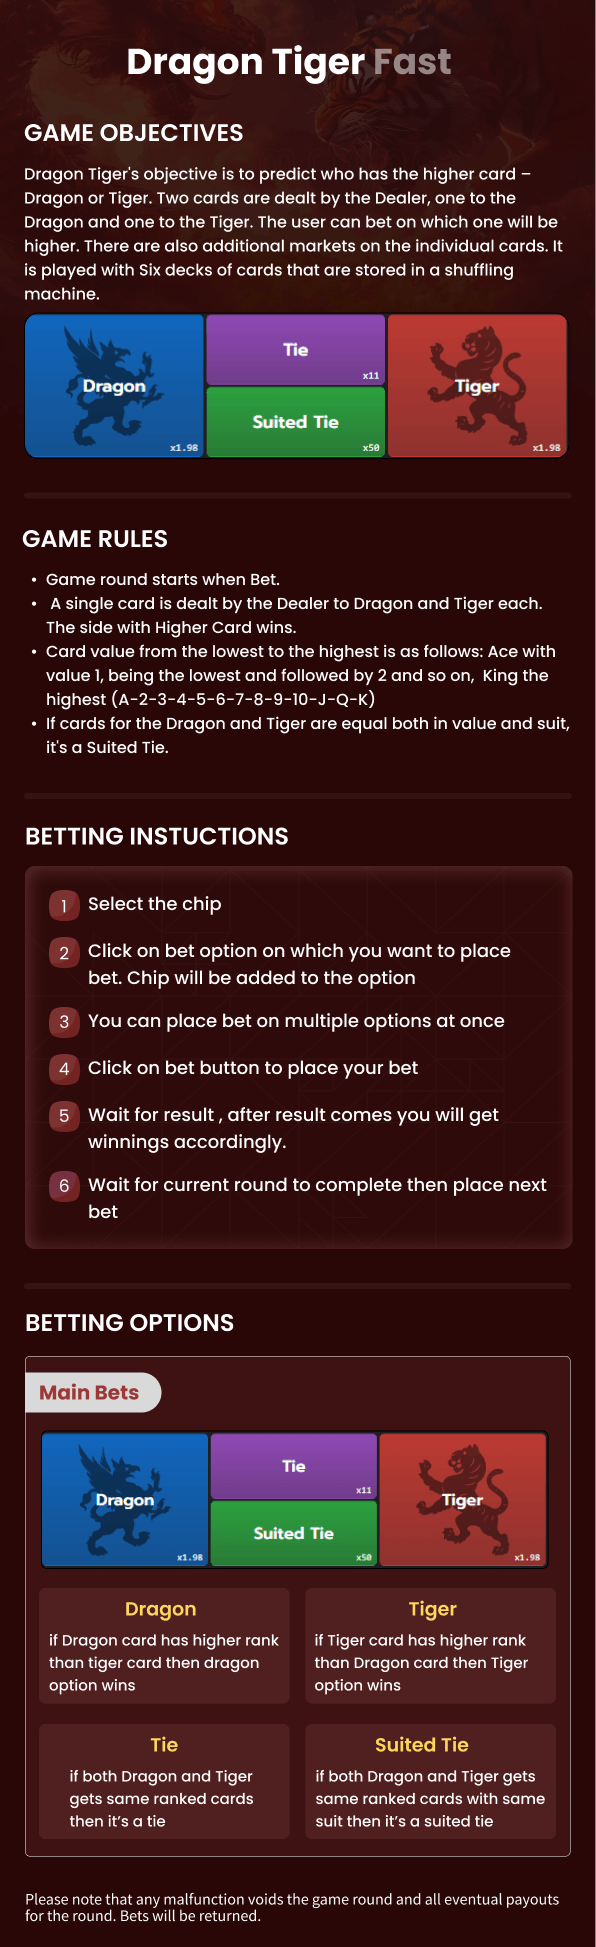 Dragon Tiger Fast
GAME OBJECTIVES
Dragon Tiger's objective is to predict who has the higher card –
Dragon or Tiger. Two cards are dealt by the Dealer, one to the
Dragon and one to the Tiger. The user can bet on which one will be
higher. There are also additional markets on the individual cards. It
is played with Six decks of cards that are stored in a shuffling
machine.
Dragon
x1.98
Tie
x11
Suited Tie
x50
Tiger
x1.98
GAME RULES
• Game round starts when Bet.
• A single card is dealt by the Dealer to Dragon and Tiger each.
The side with Higher Card wins.
• Card value from the lowest to the highest is as follows: Ace with
value 1, being the lowest and followed by 2 and so on, King the
highest (A-2-3-4-5-6-7-8-9-10-J-Q-K)
• If cards for the Dragon and Tiger are equal both in value and suit,
it's a Suited Tie.
BETTING INSTUCTIONS
1 Select the chip
2 Click on bet option on which you want to place
bet. Chip will be added to the option
3 You can place bet on multiple options at once
4 Click on bet button to place your bet
5 Wait for result , after result comes you will get
winnings accordingly.
6 Wait for current round to complete then place next
bet
BETTING OPTIONS
Main Bets
Dragon
x1.98
Tie
x11
Suited Tie
x50
Tiger
x1.98
Dragon
if Dragon card has higher rank
than tiger card then dragon
option wins
Tiger
if Tiger card has higher rank
than Dragon card then Tiger
option wins
Tie
if both Dragon and Tiger
gets same ranked cards
then it's a tie
Suited Tie
if both Dragon and Tiger gets
same ranked cards with same
suit then it's a suited tie
Please note that any malfunction voids the game round and all eventual payouts
for the round. Bets will be returned.